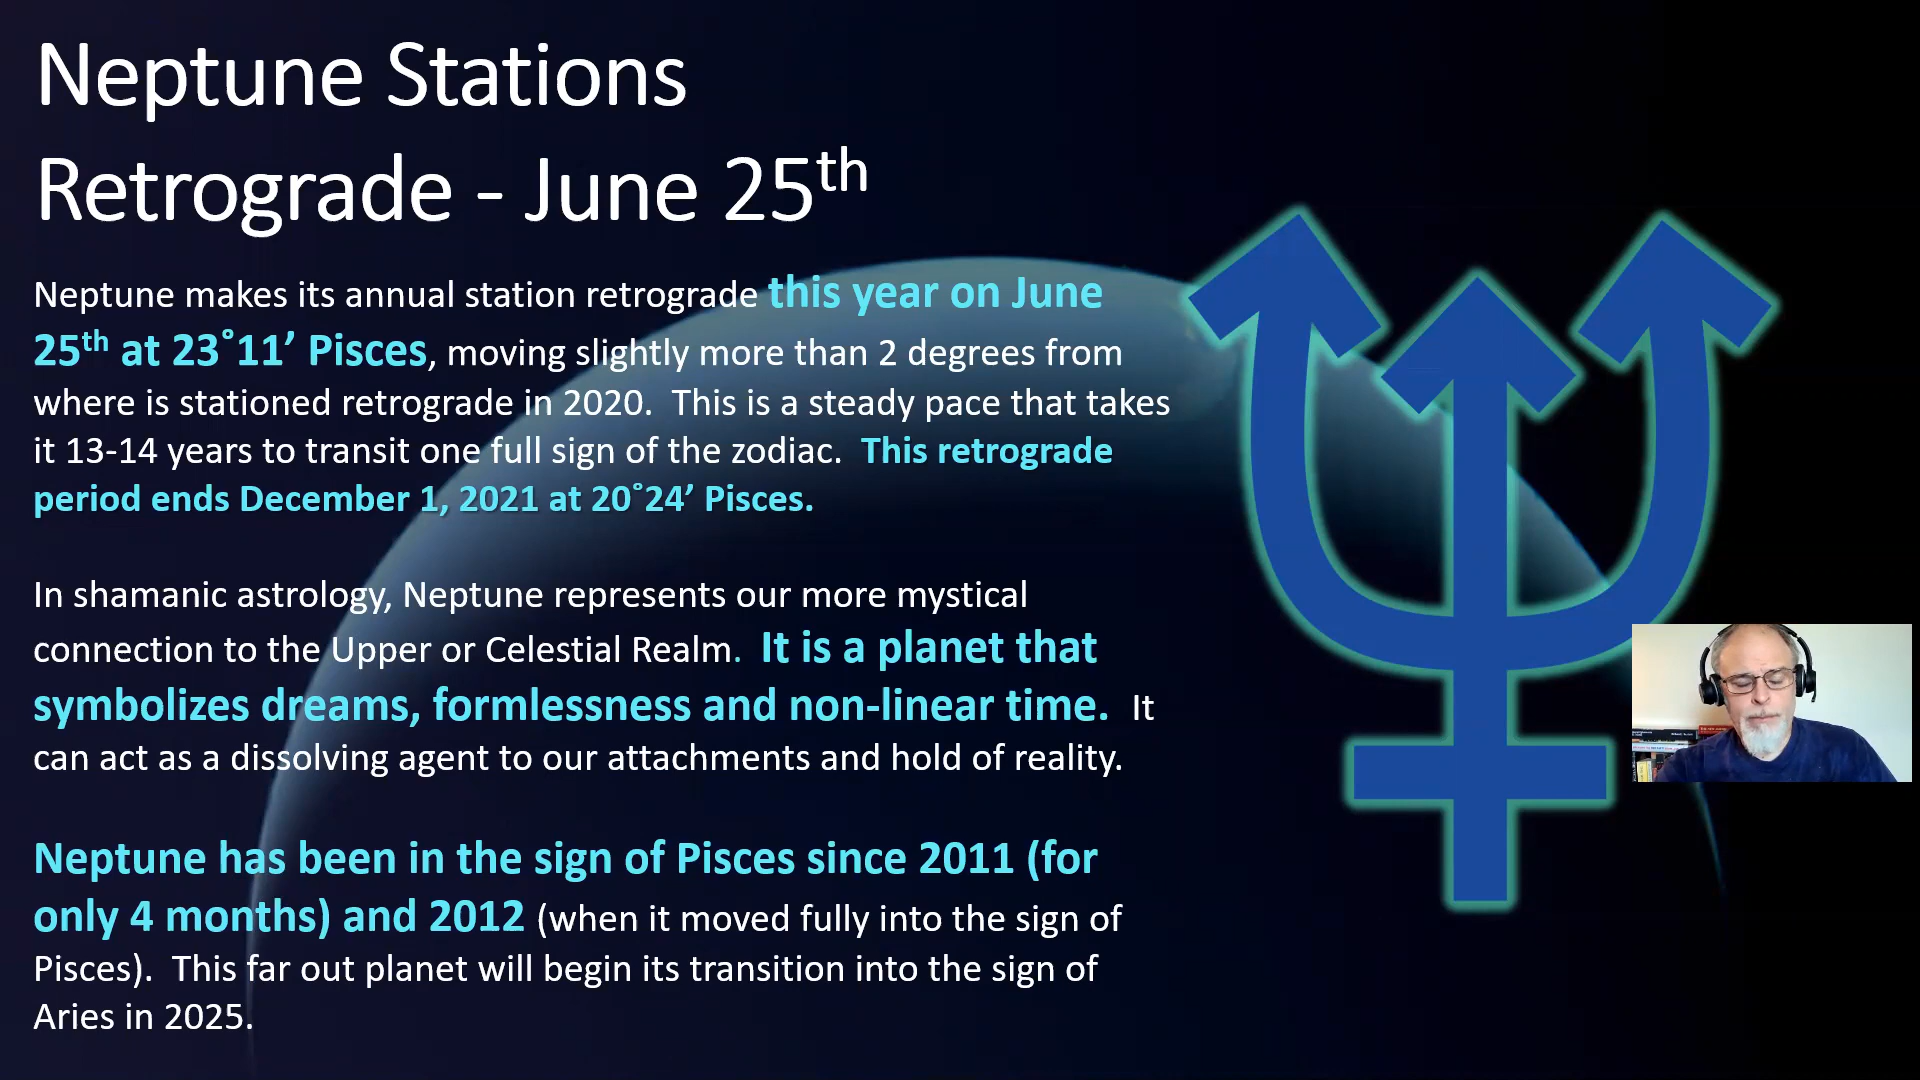 Neptune Stations
Retrograde - June 25th
Neptune makes its annual station retrograde this year on June
25th at 23°11’ Pisces, moving slightly more than 2 degrees from
where is stationed retrograde in 2020.  This is a steady pace that takes
it 13-14 years to transit one full sign of the zodiac.  This retrograde
period ends December 1, 2021 at 20°24’ Pisces.
In shamanic astrology, Neptune represents our more mystical
connection to the Upper or Celestial Realm.  It is a planet that
symbolizes dreams, formlessness and non-linear time.  It
can act as a dissolving agent to our attachments and hold of reality.
Neptune has been in the sign of Pisces since 2011 (for
only 4 months) and 2012 (when it moved fully into the sign of
Pisces).  This far out planet will begin its transition into the sign of
Aries in 2025.